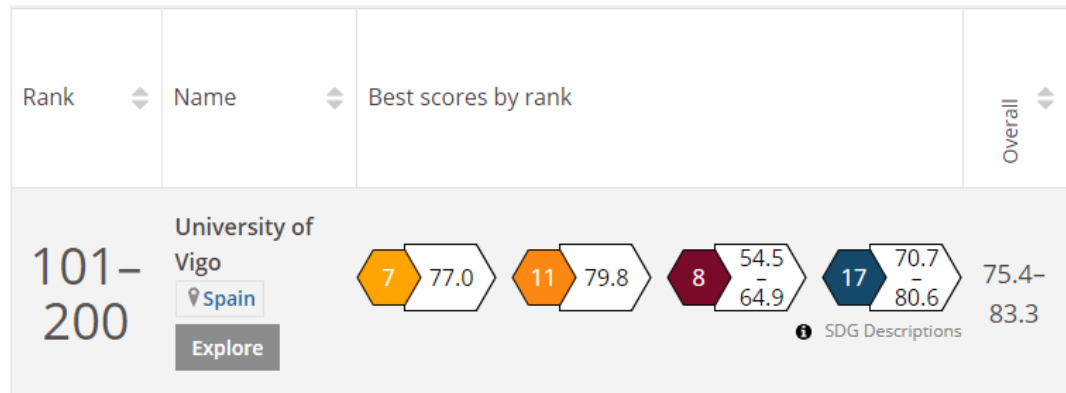 Rank
Name
Best scores by rank
Overall
101–
200
University of
Vigo
Spain
Explore
7
77.0
11
79.8
8
54.5
–
64.9
17
70.7
–
80.6
SDG Descriptions
75.4–
83.3